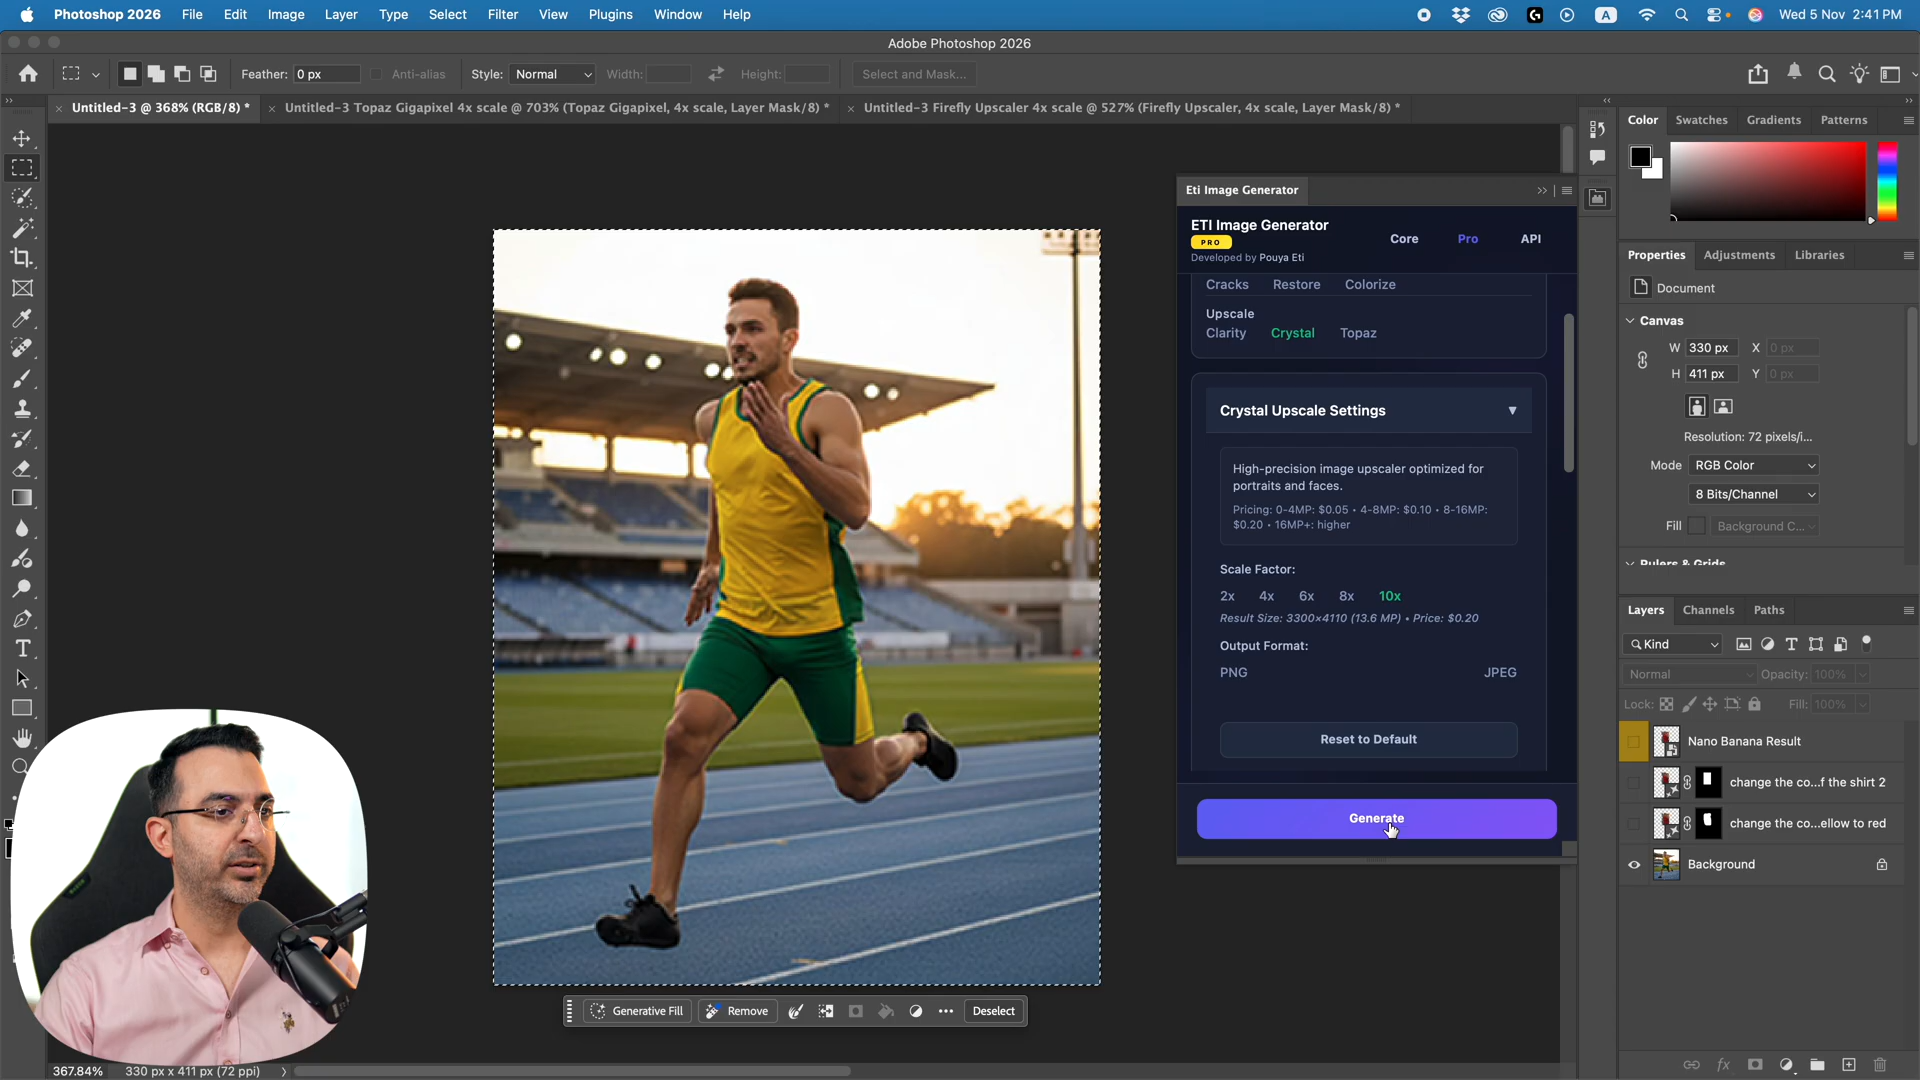 Photoshop 2026 File Edit Image Layer Type Select Filter View Plugins Window Help
A Wed 5 Nov 2:41 PM
Adobe Photoshop 2026
Feather: 0 px Anti-alias Style: Normal Width: Height: Select and Mask...
Untitled-3 @ 368% (RGB/8) *
Untitled-3 Topaz Gigapixel 4x scale @ 703% (Topaz Gigapixel, 4x scale, Layer Mask/8) *
Untitled-3 Firefly Upscaler 4x scale @ 527% (Firefly Upscaler, 4x scale, Layer Mask/8) *
Eti Image Generator
ETI Image Generator
PRO
Developed by Pouya Eti
Core Pro API
Cracks Restore Colorize
Upscale
Clarity Crystal Topaz
Crystal Upscale Settings
High-precision image upscaler optimized for
portraits and faces.
Pricing: 0-4MP: $0.05 • 4-8MP: $0.10 • 8-16MP:
$0.20 • 16MP+: higher
Scale Factor:
2x 4x 6x 8x 10x
Result Size: 3300×4110 (13.6 MP) • Price: $0.20
Output Format:
PNG JPEG
Reset to Default
Generate
Generative Fill Remove Deselect
367.84% 330 px x 411 px (72 ppi)
Color Swatches Gradients Patterns
Properties Adjustments Libraries
Document
Canvas
W 330 px X 0 px
H 411 px Y 0 px
Resolution: 72 pixels/i...
Mode RGB Color
8 Bits/Channel
Fill Background C...
Rulers & Grids
Layers Channels Paths
Kind
Normal Opacity: 100%
Lock: Fill: 100%
Nano Banana Result
change the co...f the shirt 2
change the co...ellow to red
Background